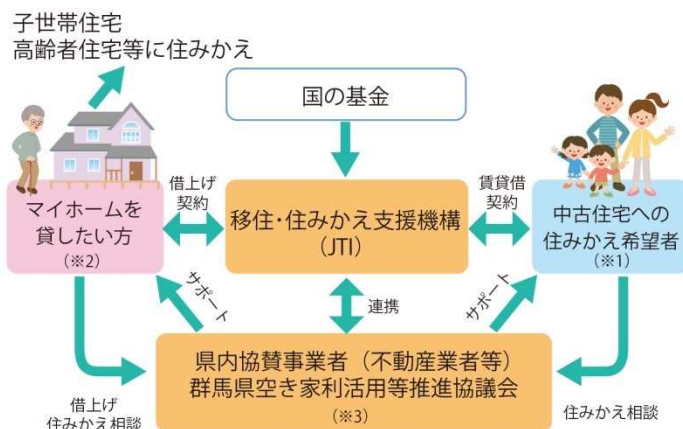 子世帯住宅
高齢者住宅等に住みかえ
国の基金
借上げ
契約
賃貸借
契約
マイホームを
貸したい方
(※2)
移住・住みかえ支援機構
(JTI)
中古住宅への
住みかえ希望者
(※1)
サポート
連携
サポート
県内協賛事業者（不動産業者等）
群馬県空き家利活用等推進協議会
(※3)
借上げ
住みかえ相談
住みかえ相談